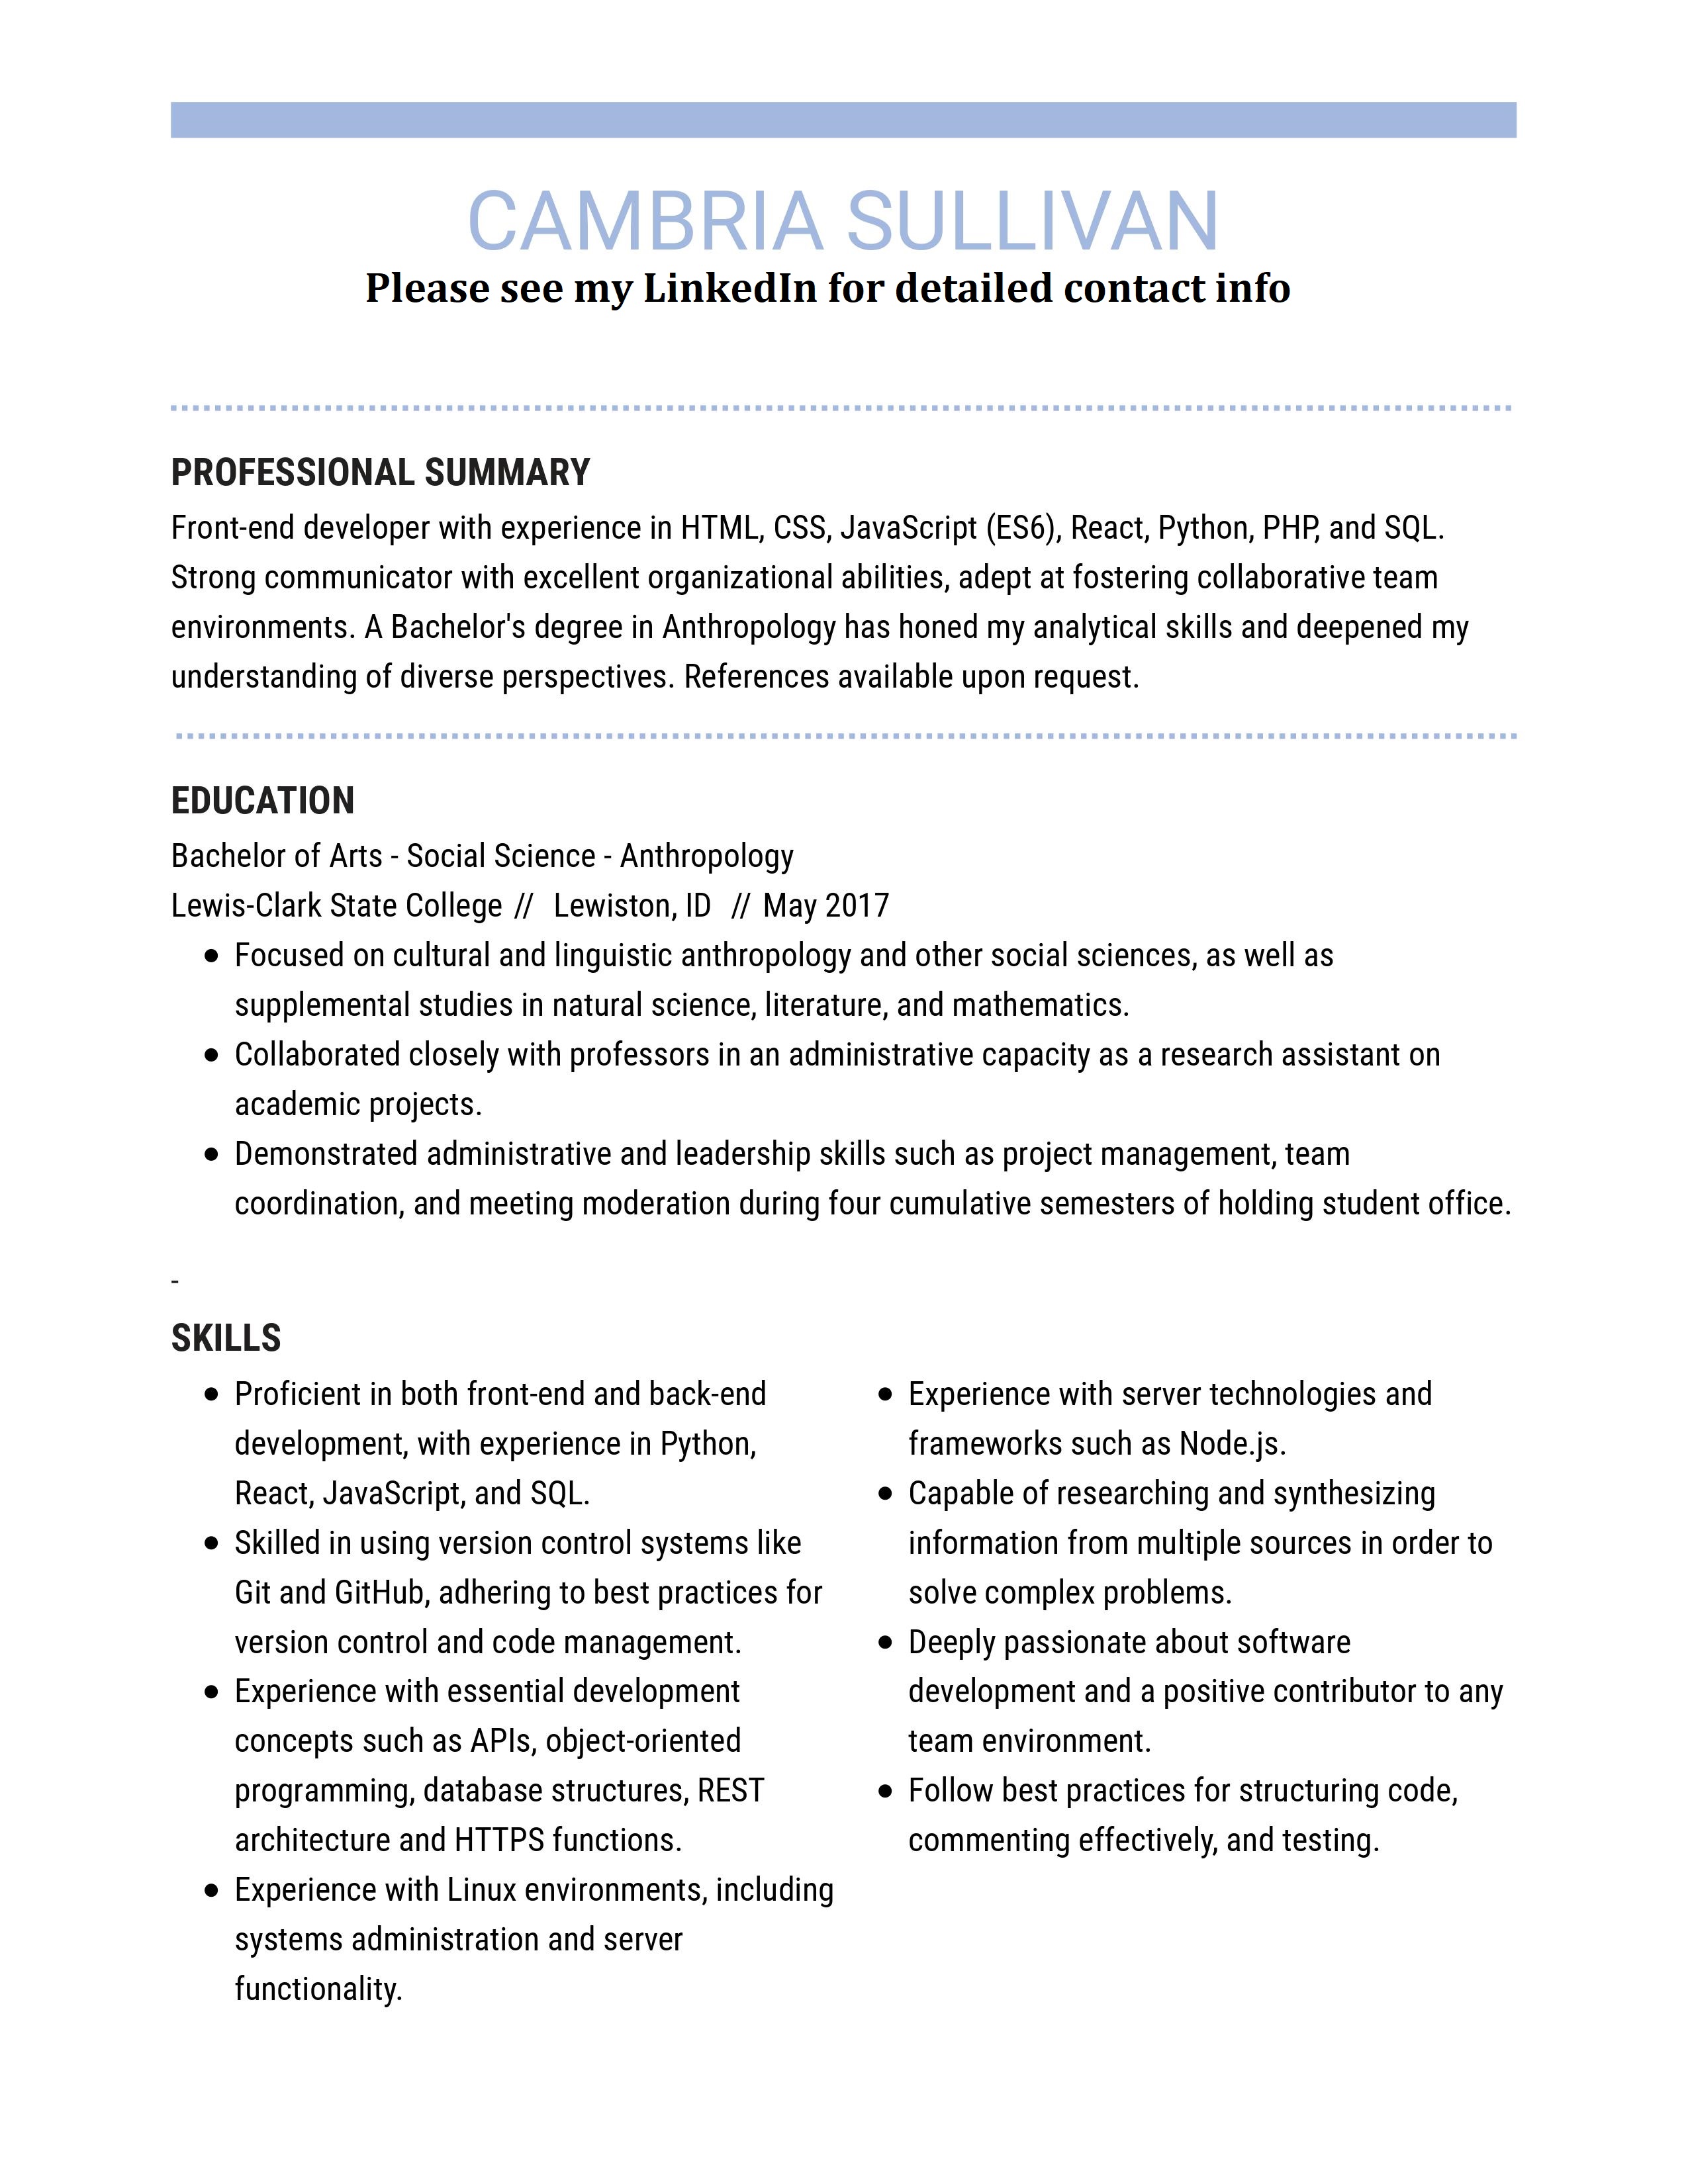 CAMBRIA SULLIVAN
Please see my LinkedIn for detailed contact info
PROFESSIONAL SUMMARY
Front-end developer with experience in HTML, CSS, JavaScript (ES6), React, Python, PHP, and SQL.
Strong communicator with excellent organizational abilities, adept at fostering collaborative team
environments. A Bachelor's degree in Anthropology has honed my analytical skills and deepened my
understanding of diverse perspectives. References available upon request.
EDUCATION
Bachelor of Arts - Social Science - Anthropology
Lewis-Clark State College // Lewiston, ID // May 2017
● Focused on cultural and linguistic anthropology and other social sciences, as well as
supplemental studies in natural science, literature, and mathematics.
● Collaborated closely with professors in an administrative capacity as a research assistant on
academic projects.
● Demonstrated administrative and leadership skills such as project management, team
coordination, and meeting moderation during four cumulative semesters of holding student office.
-
SKILLS
● Proficient in both front-end and back-end
development, with experience in Python,
React, JavaScript, and SQL.
● Skilled in using version control systems like
Git and GitHub, adhering to best practices for
version control and code management.
● Experience with essential development
concepts such as APIs, object-oriented
programming, database structures, REST
architecture and HTTPS functions.
● Experience with Linux environments, including
systems administration and server
functionality.
● Experience with server technologies and
frameworks such as Node.js.
● Capable of researching and synthesizing
information from multiple sources in order to
solve complex problems.
● Deeply passionate about software
development and a positive contributor to any
team environment.
● Follow best practices for structuring code,
commenting effectively, and testing.